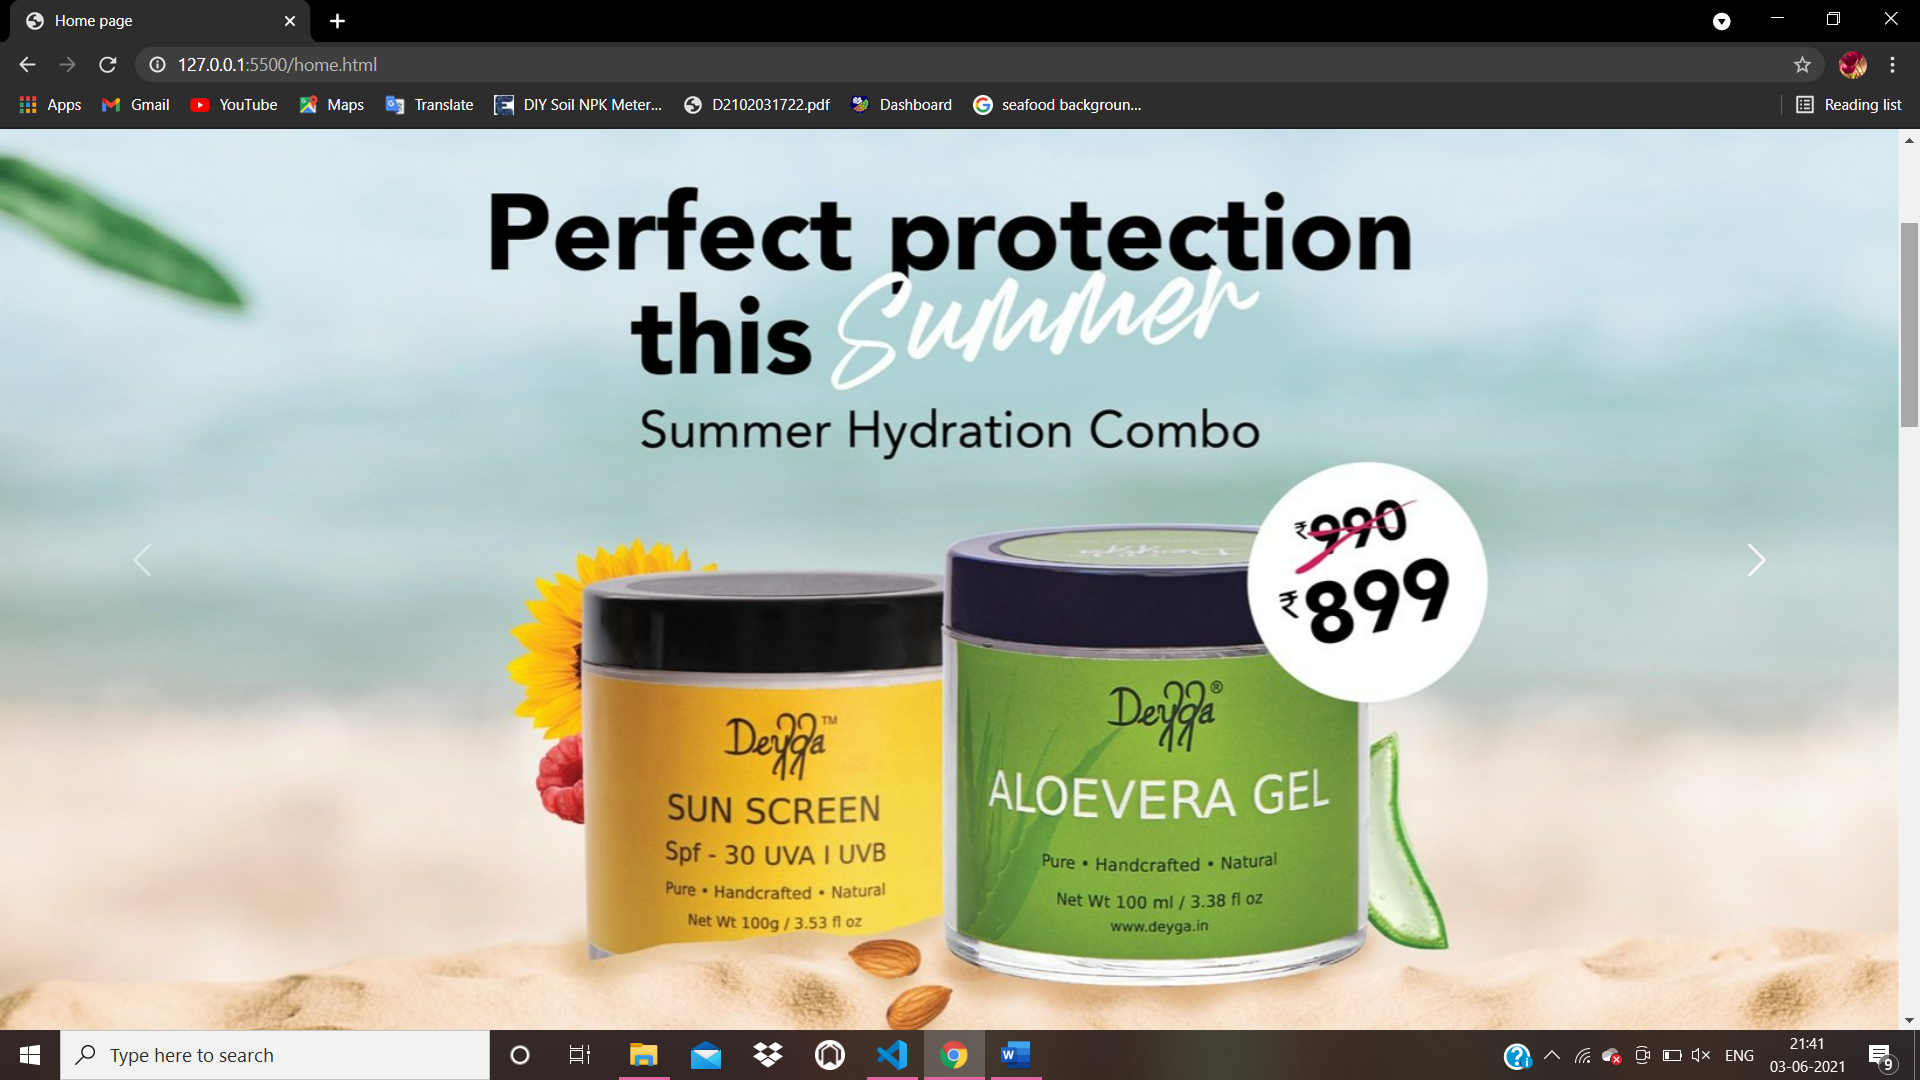 Home page
127.0.0.1:5500/home.html
Apps Gmail YouTube Maps Translate DIY Soil NPK Meter... D2102031722.pdf Dashboard seafood backgroun... Reading list
Perfect protection
this Summer
Summer Hydration Combo
₹990
₹899
Deyga
Deyga™
SUN SCREEN
Spf - 30 UVA I UVB
Pure • Handcrafted • Natural
Net Wt 100g / 3.53 fl oz
Deyga®
ALOEVERA GEL
Pure • Handcrafted • Natural
Net Wt 100 ml / 3.38 fl oz
www.deyga.in
Type here to search
ENG
21:41
03-06-2021
9